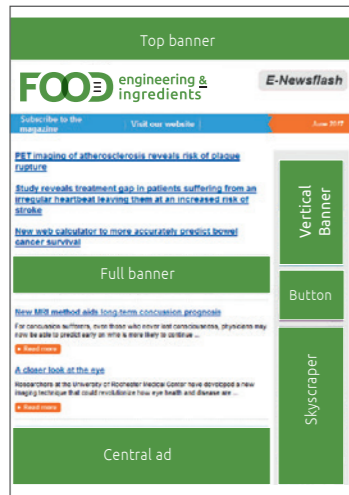 Top banner
FOOD engineering &
ingredients
E-Newsflash
Subscribe to the
magazine
Visit our website
June 2017
PET imaging of atherosclerosis reveals risk of plaque
rupture
Study reveals treatment gap in patients suffering from an
irregular heartbeat leaving them at an increased risk of
stroke
New web calculator to more accurately predict bowel
cancer survival
Vertical
Banner
Full banner
Button
New MRI method aids long-term concussion prognosis
For concussion sufferers, even those who never lost consciousness, physicians may
now be able to predict early on who is more likely to continue ...
Read more
A closer look at the eye
Researchers at the University of Rochester Medical Center have developed a new
imaging technique that could revolutionize how eye health and disease are ...
Read more
Skyscraper
Central ad